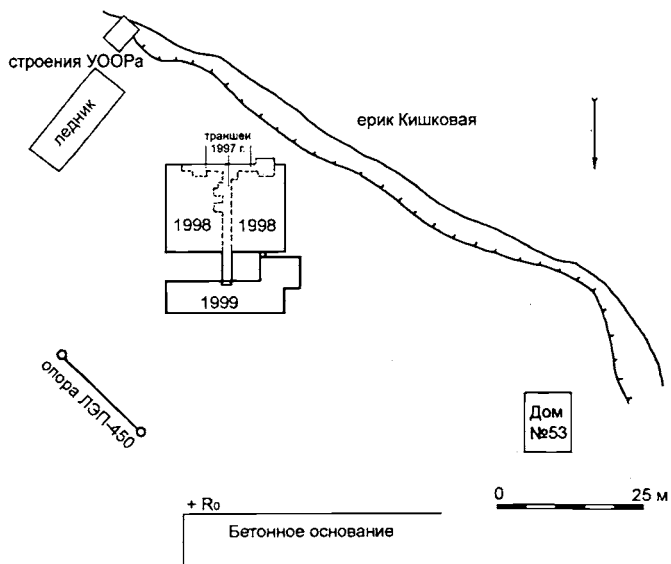 строения УООРа
ледник
траншеи
1997 г.
ерик Кишковая
1998
1998
1999
опора ЛЭП-450
Дом
№53
0
25 м
+ R₀
Бетонное основание